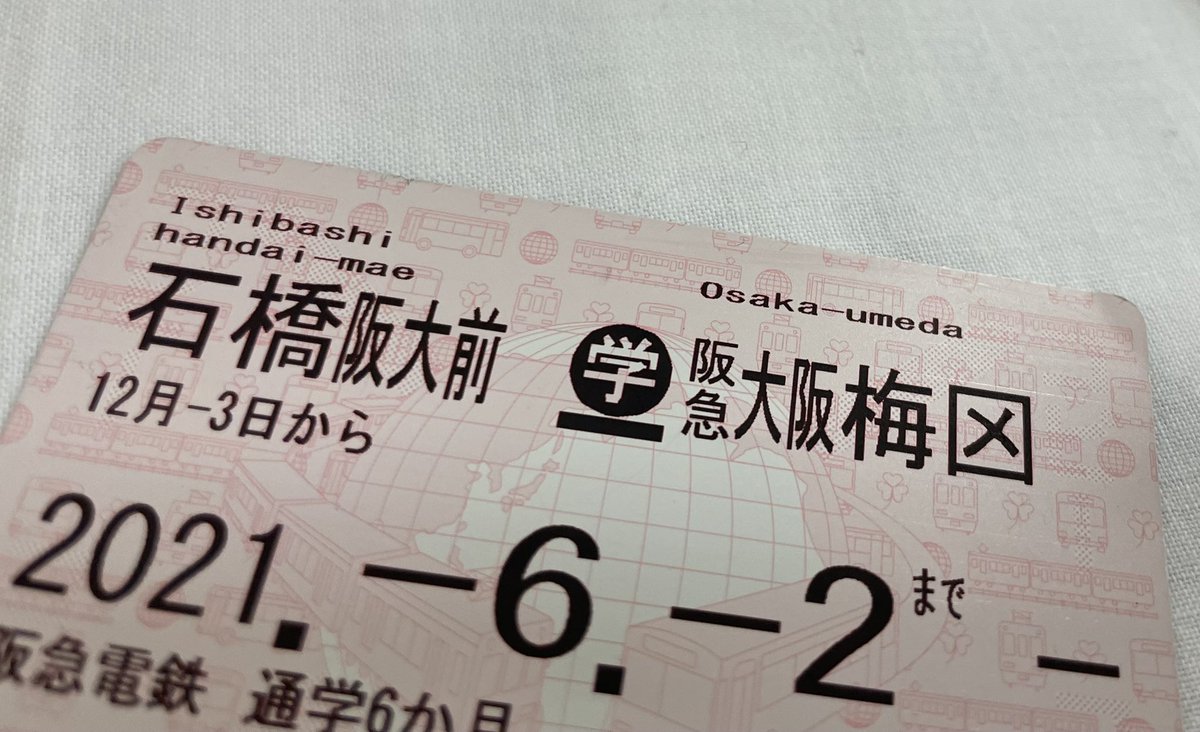 Ishibashi
handai-mae
石橋阪大前
Osaka-umeda
学
阪急大阪梅田
12月-3日から
2021.-6.-2まで
-
阪急電鉄 通学6か月